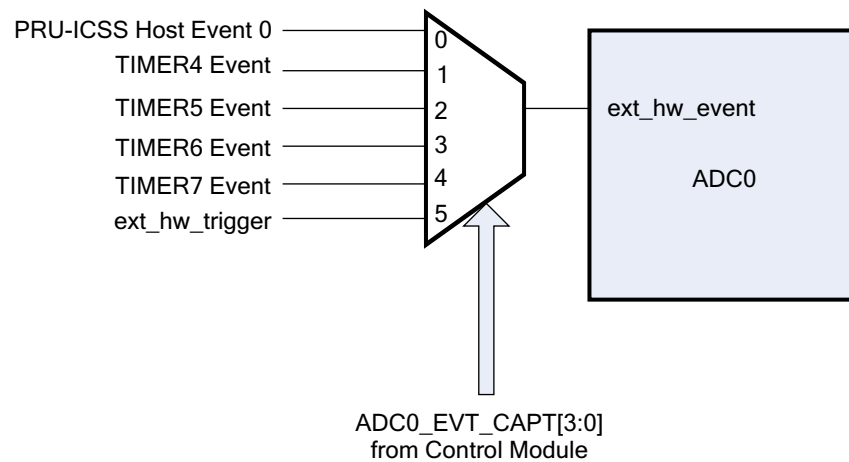 PRU-ICSS Host Event 0
0
TIMER4 Event
1
TIMER5 Event
2
ext_hw_event
TIMER6 Event
3
TIMER7 Event
4
ADC0
ext_hw_trigger
5
ADC0_EVT_CAPT[3:0]
from Control Module